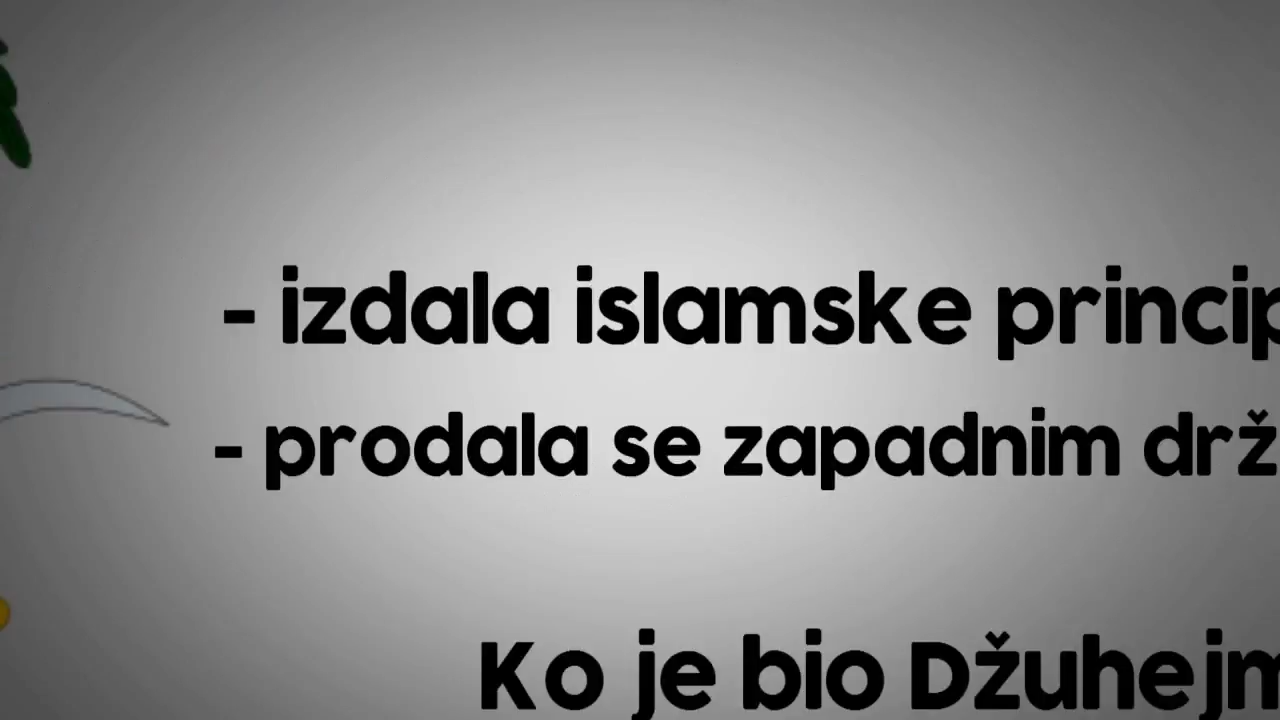 - izdala islamske princip
- prodala se zapadnim drž
Ko je bio Džuhejm